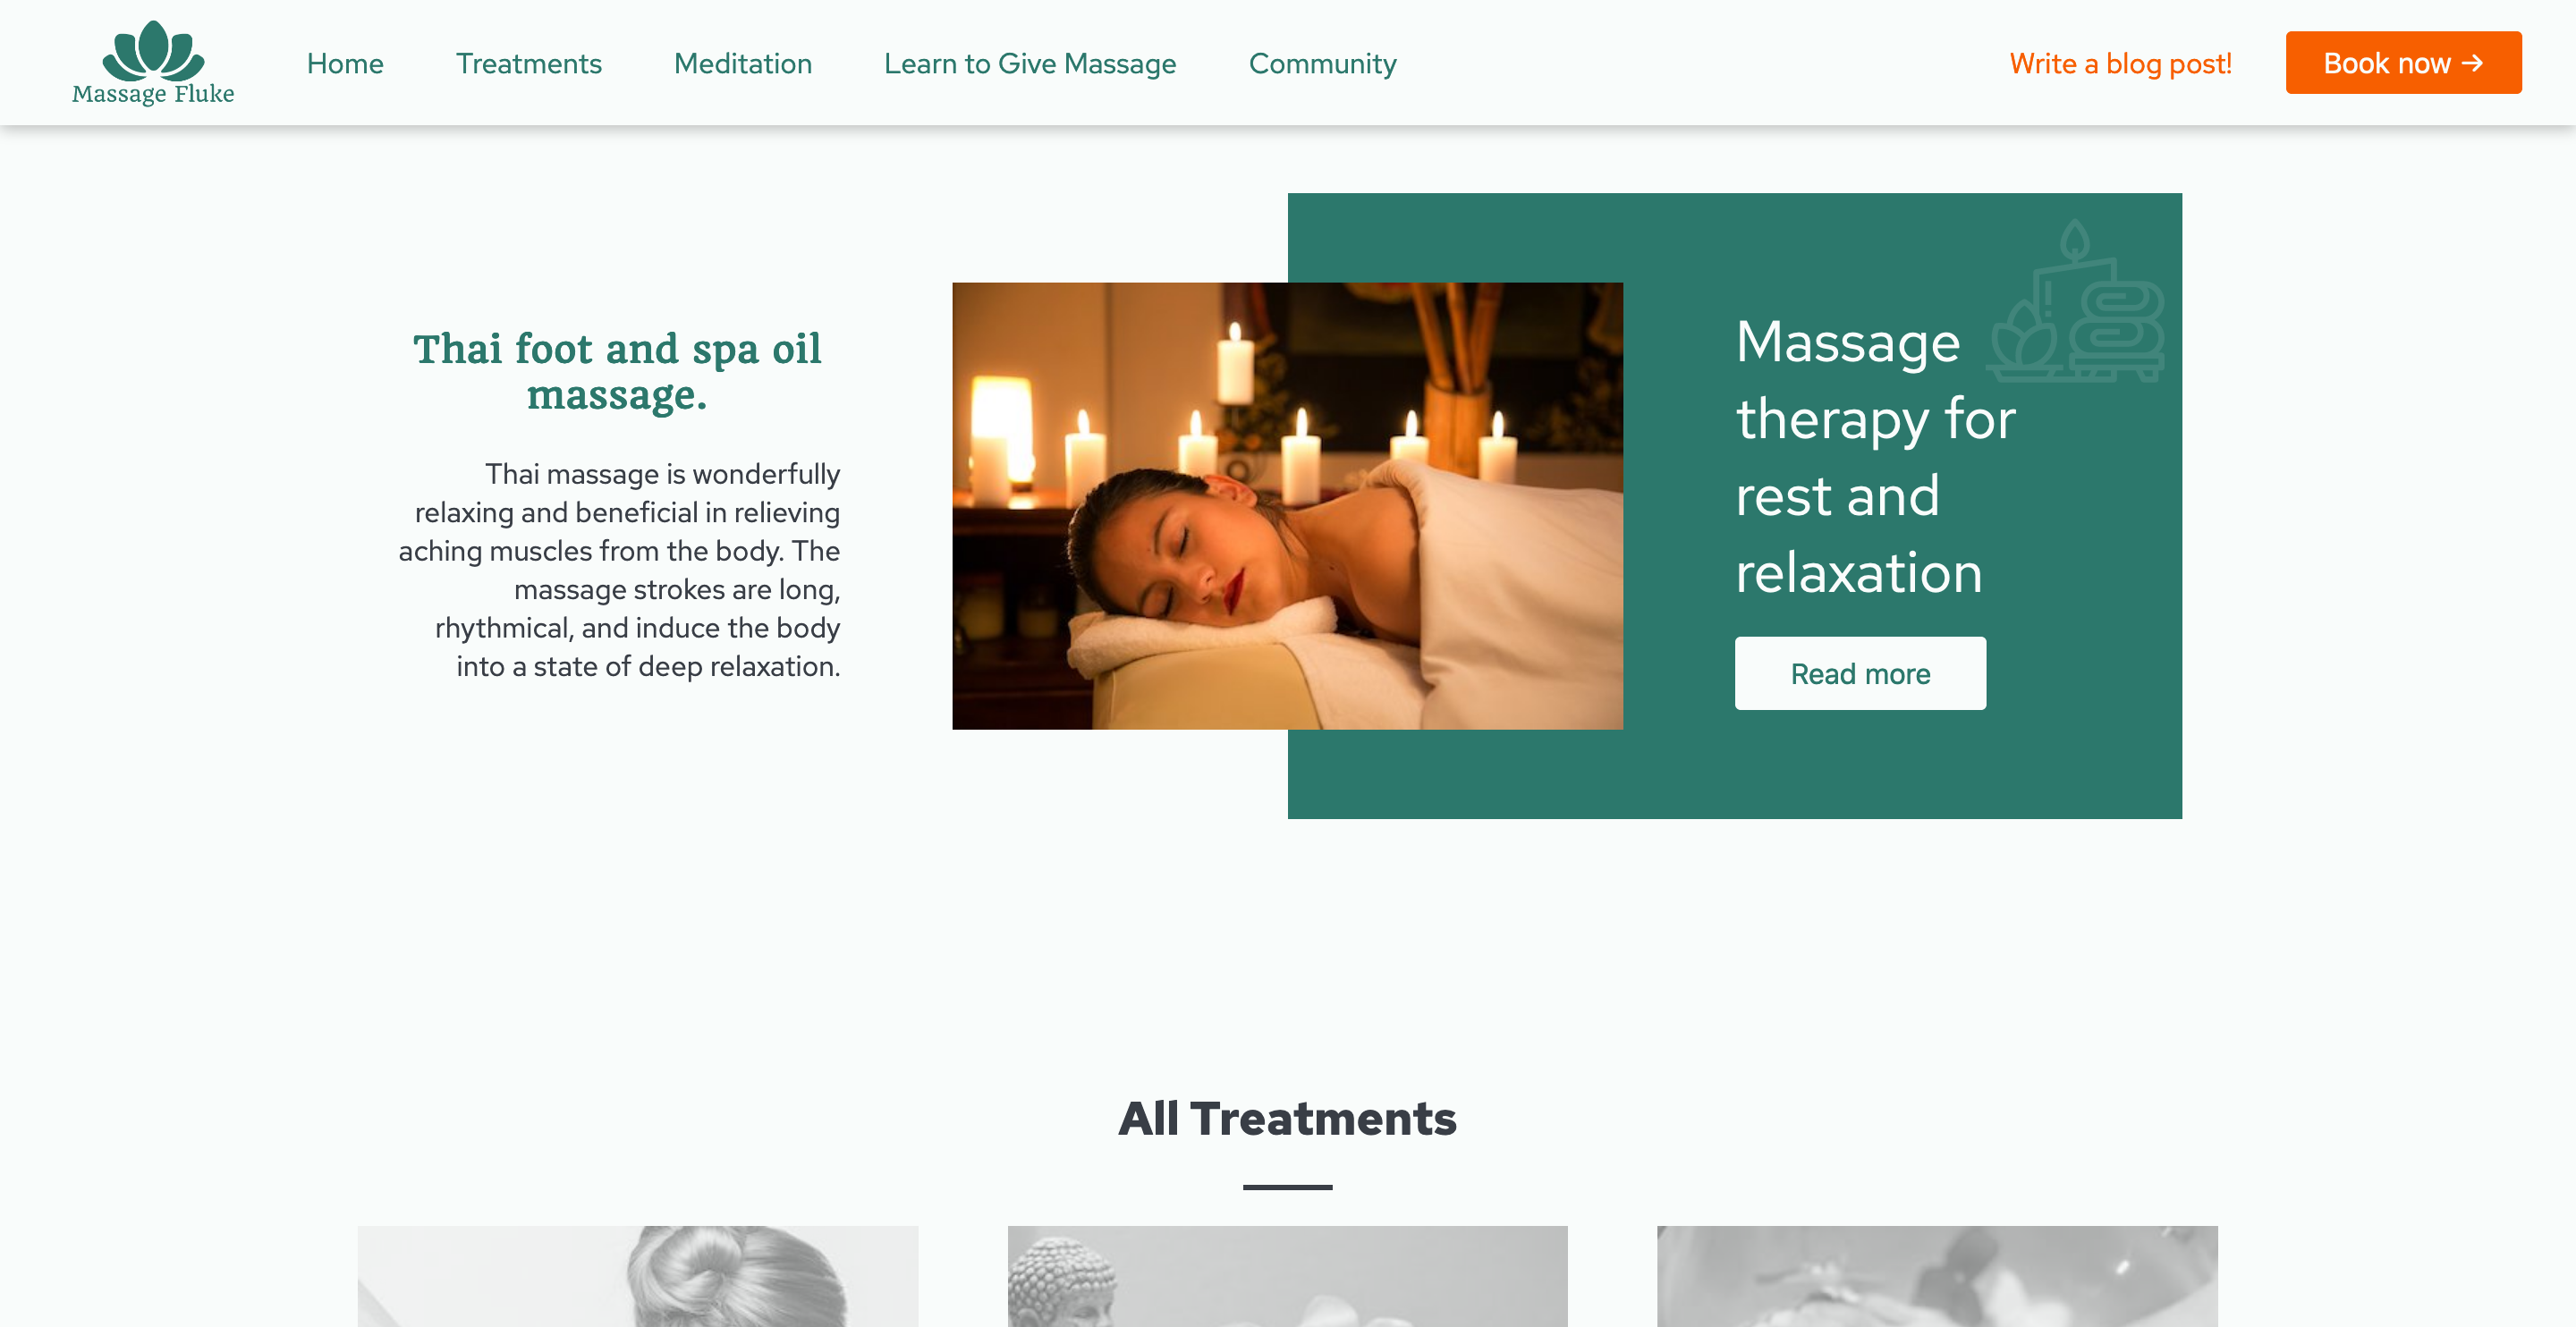 Massage Fluke
Home
Treatments
Meditation
Learn to Give Massage
Community
Write a blog post!
Book now →
Thai foot and spa oil
massage.
Thai massage is wonderfully
relaxing and beneficial in relieving
aching muscles from the body. The
massage strokes are long,
rhythmical, and induce the body
into a state of deep relaxation.
Massage
therapy for
rest and
relaxation
Read more
All Treatments